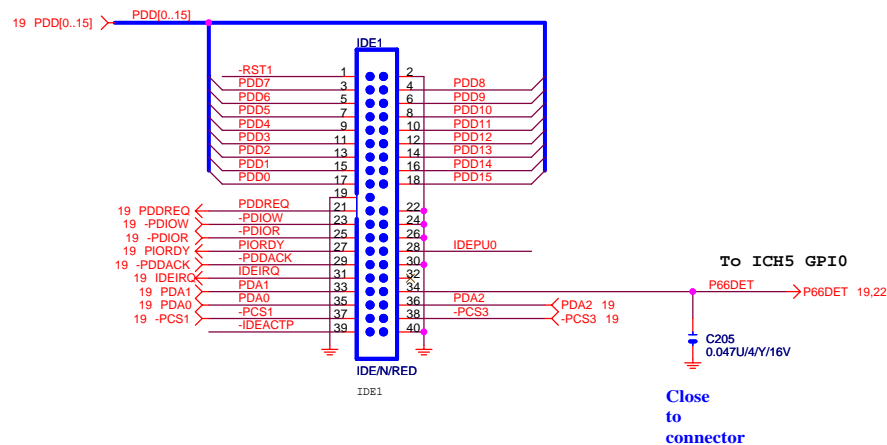 19 PDD[0..15] PDD[0..15]
IDE1
-RST1 1 2
PDD7 3 4 PDD8
PDD6 5 6 PDD9
PDD5 7 8 PDD10
PDD4 9 10 PDD11
PDD3 11 12 PDD12
PDD2 13 14 PDD13
PDD1 15 16 PDD14
PDD0 17 18 PDD15
19
19 PDDREQ PDDREQ 21 22
19 -PDIOW -PDIOW 23 24
19 -PDIOR -PDIOR 25 26
19 PIORDY PIORDY 27 28 IDEPU0
19 -PDDACK -PDDACK 29 30
19 IDEIRQ IDEIRQ 31 32
19 PDA1 PDA1 33 34 P66DET P66DET 19,22
19 PDA0 PDA0 35 36 PDA2 PDA2 19
19 -PCS1 -PCS1 37 38 -PCS3 -PCS3 19
-IDEACTP 39 40
To ICH5 GPI0
C205
0.047U/4/Y/16V
IDE/N/RED
IDE1
Close
to
connector